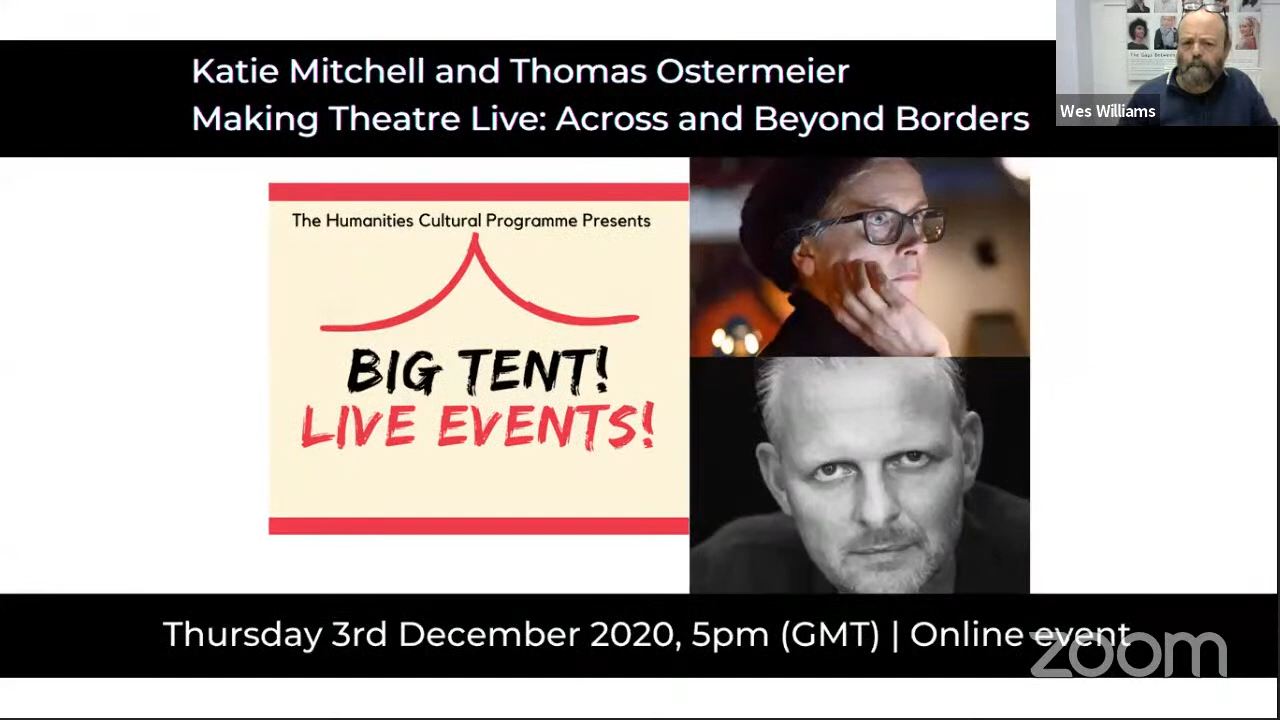 Katie Mitchell and Thomas Ostermeier
Making Theatre Live: Across and Beyond Borders
Wes Williams
The Humanities Cultural Programme Presents
BIG TENT!
LIVE EVENTS!
Thursday 3rd December 2020, 5pm (GMT) | Online event
zoom